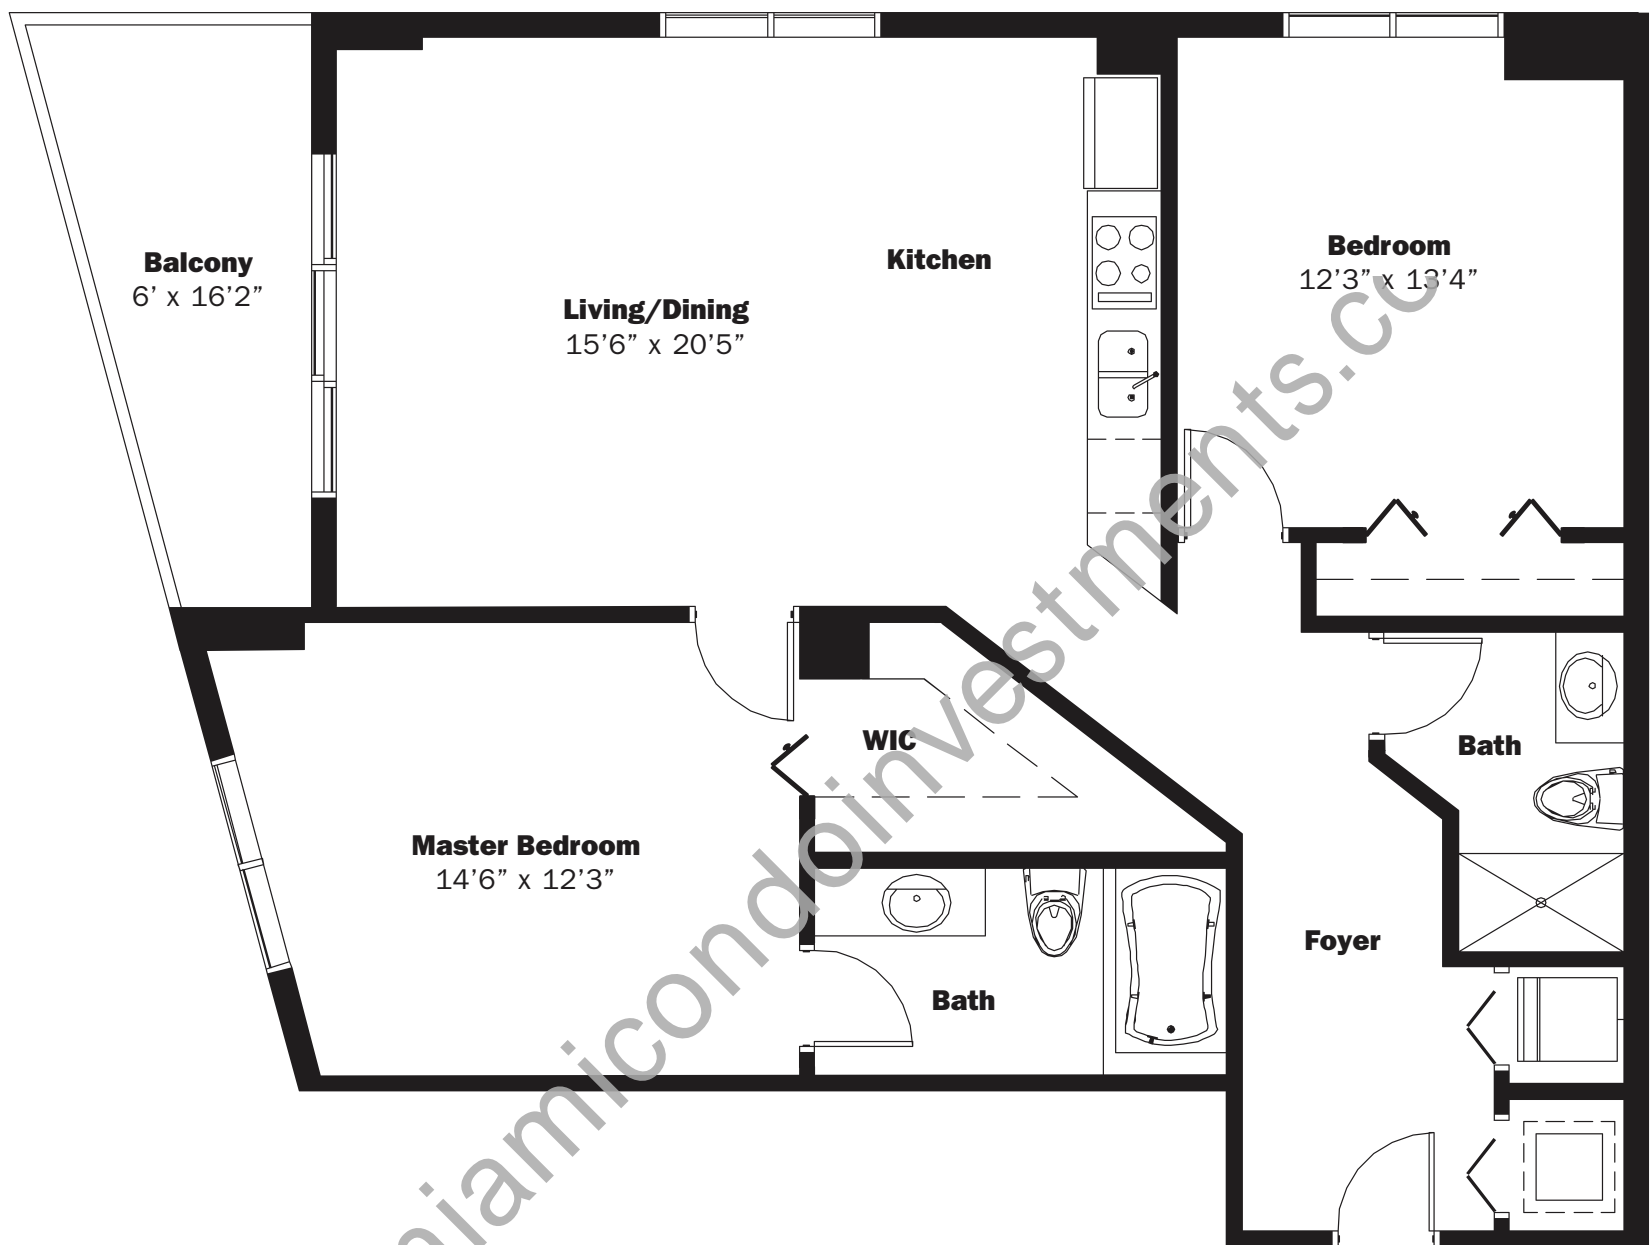 Balcony
6’ x 16’2”
Living/Dining
15’6” x 20’5”
Kitchen
Bedroom
12’3” x 13’4”
WIC
Bath
Master Bedroom
14’6” x 12’3”
Bath
Foyer
miamicondoinvestments.co